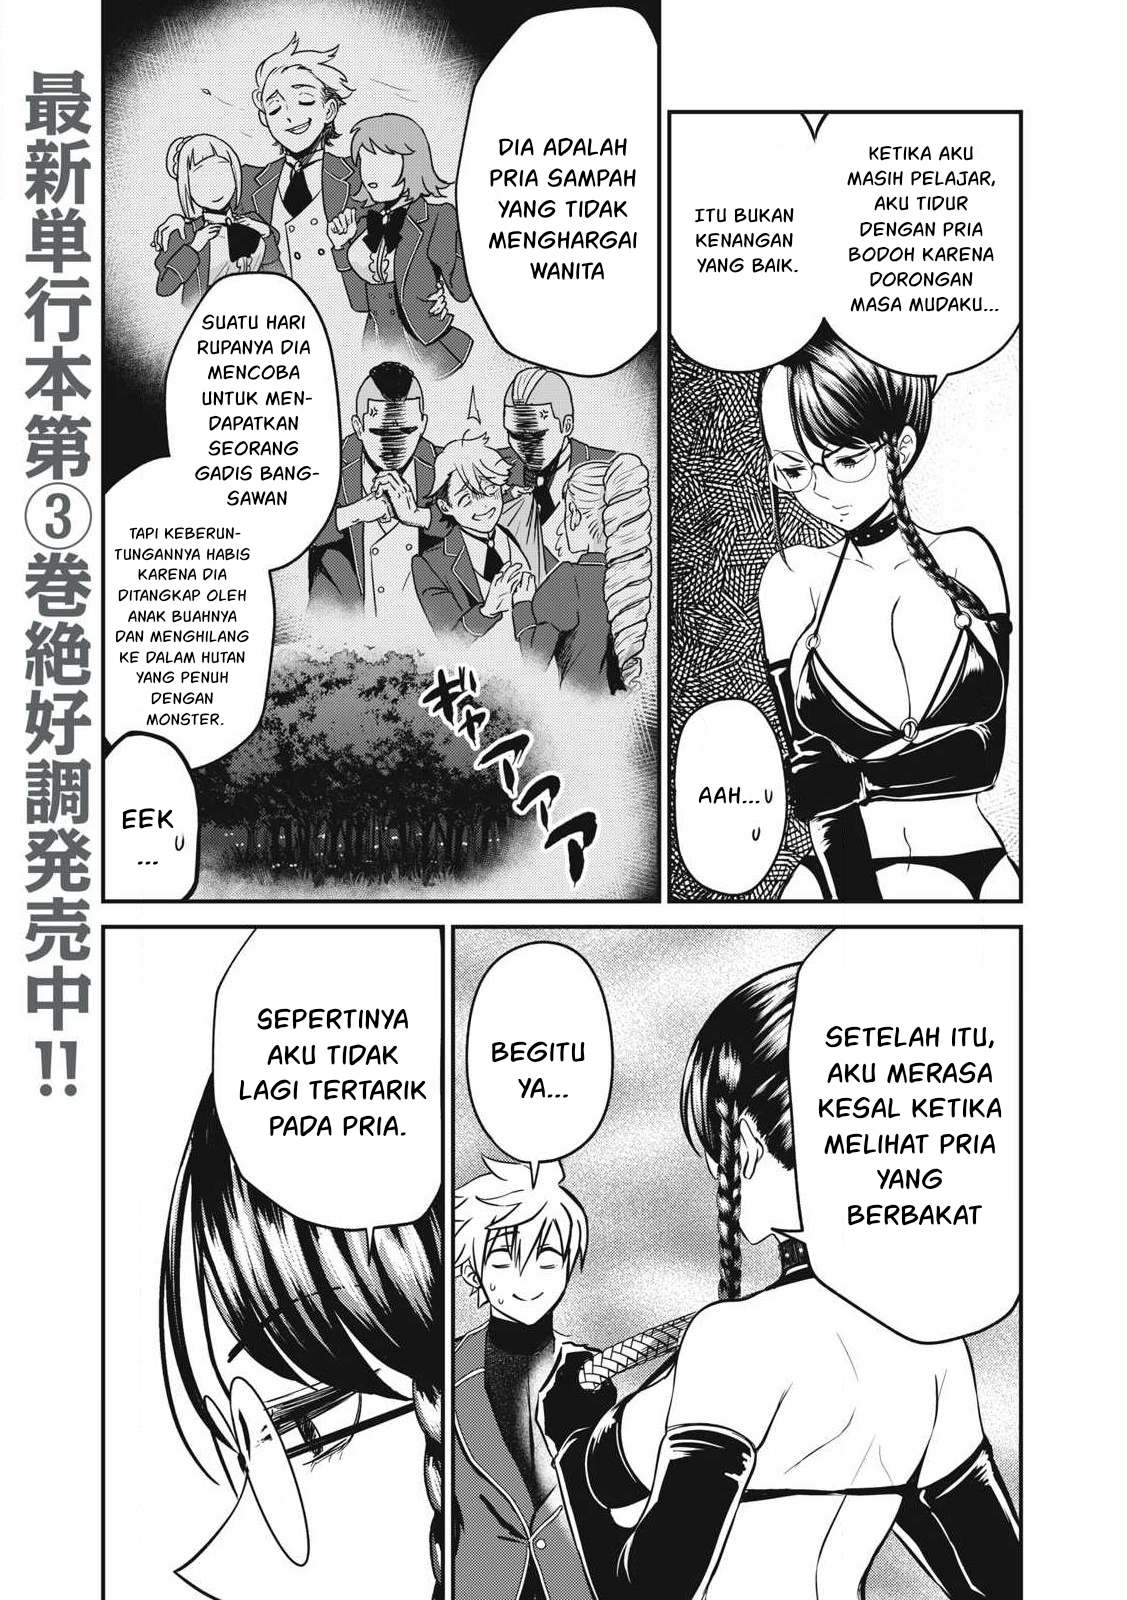 KETIKA AKU
MASIH PELAJAR,
AKU TIDUR
DENGAN PRIA
BODOH KARENA
DORONGAN
MASA MUDAKU...
ITU BUKAN
KENANGAN
YANG BAIK.
AAH...
DIA ADALAH
PRIA SAMPAH
YANG TIDAK
MENGHARGAI
WANITA
SUATU HARI
RUPANYA DIA
MENCOBA
UNTUK MEN-
DAPATKAN
SEORANG
GADIS BANG-
SAWAN
TAPI KEBERUN-
TUNGANNYA HABIS
KARENA DIA
DITANGKAP OLEH
ANAK BUAHNYA
DAN MENGHILANG
KE DALAM HUTAN
YANG PENUH
DENGAN
MONSTER.
ギャアアア
EEK
...
SETELAH ITU,
AKU MERASA
KESAL KETIKA
MELIHAT PRIA
YANG
BERBAKAT
BEGITU
YA...
SEPERTINYA
AKU TIDAK
LAGI TERTARIK
PADA PRIA.
最新単行本第③巻絶好調発売中!!